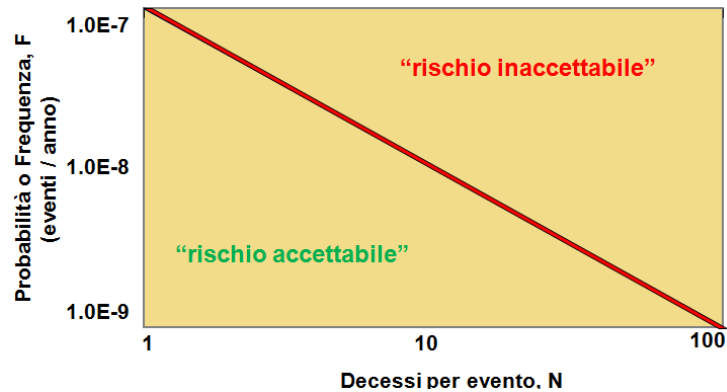 Probabilità o Frequenza, F
(eventi / anno)
1.0E-7
1.0E-8
1.0E-9
“rischio inaccettabile”
“rischio accettabile”
1
10
100
Decessi per evento, N